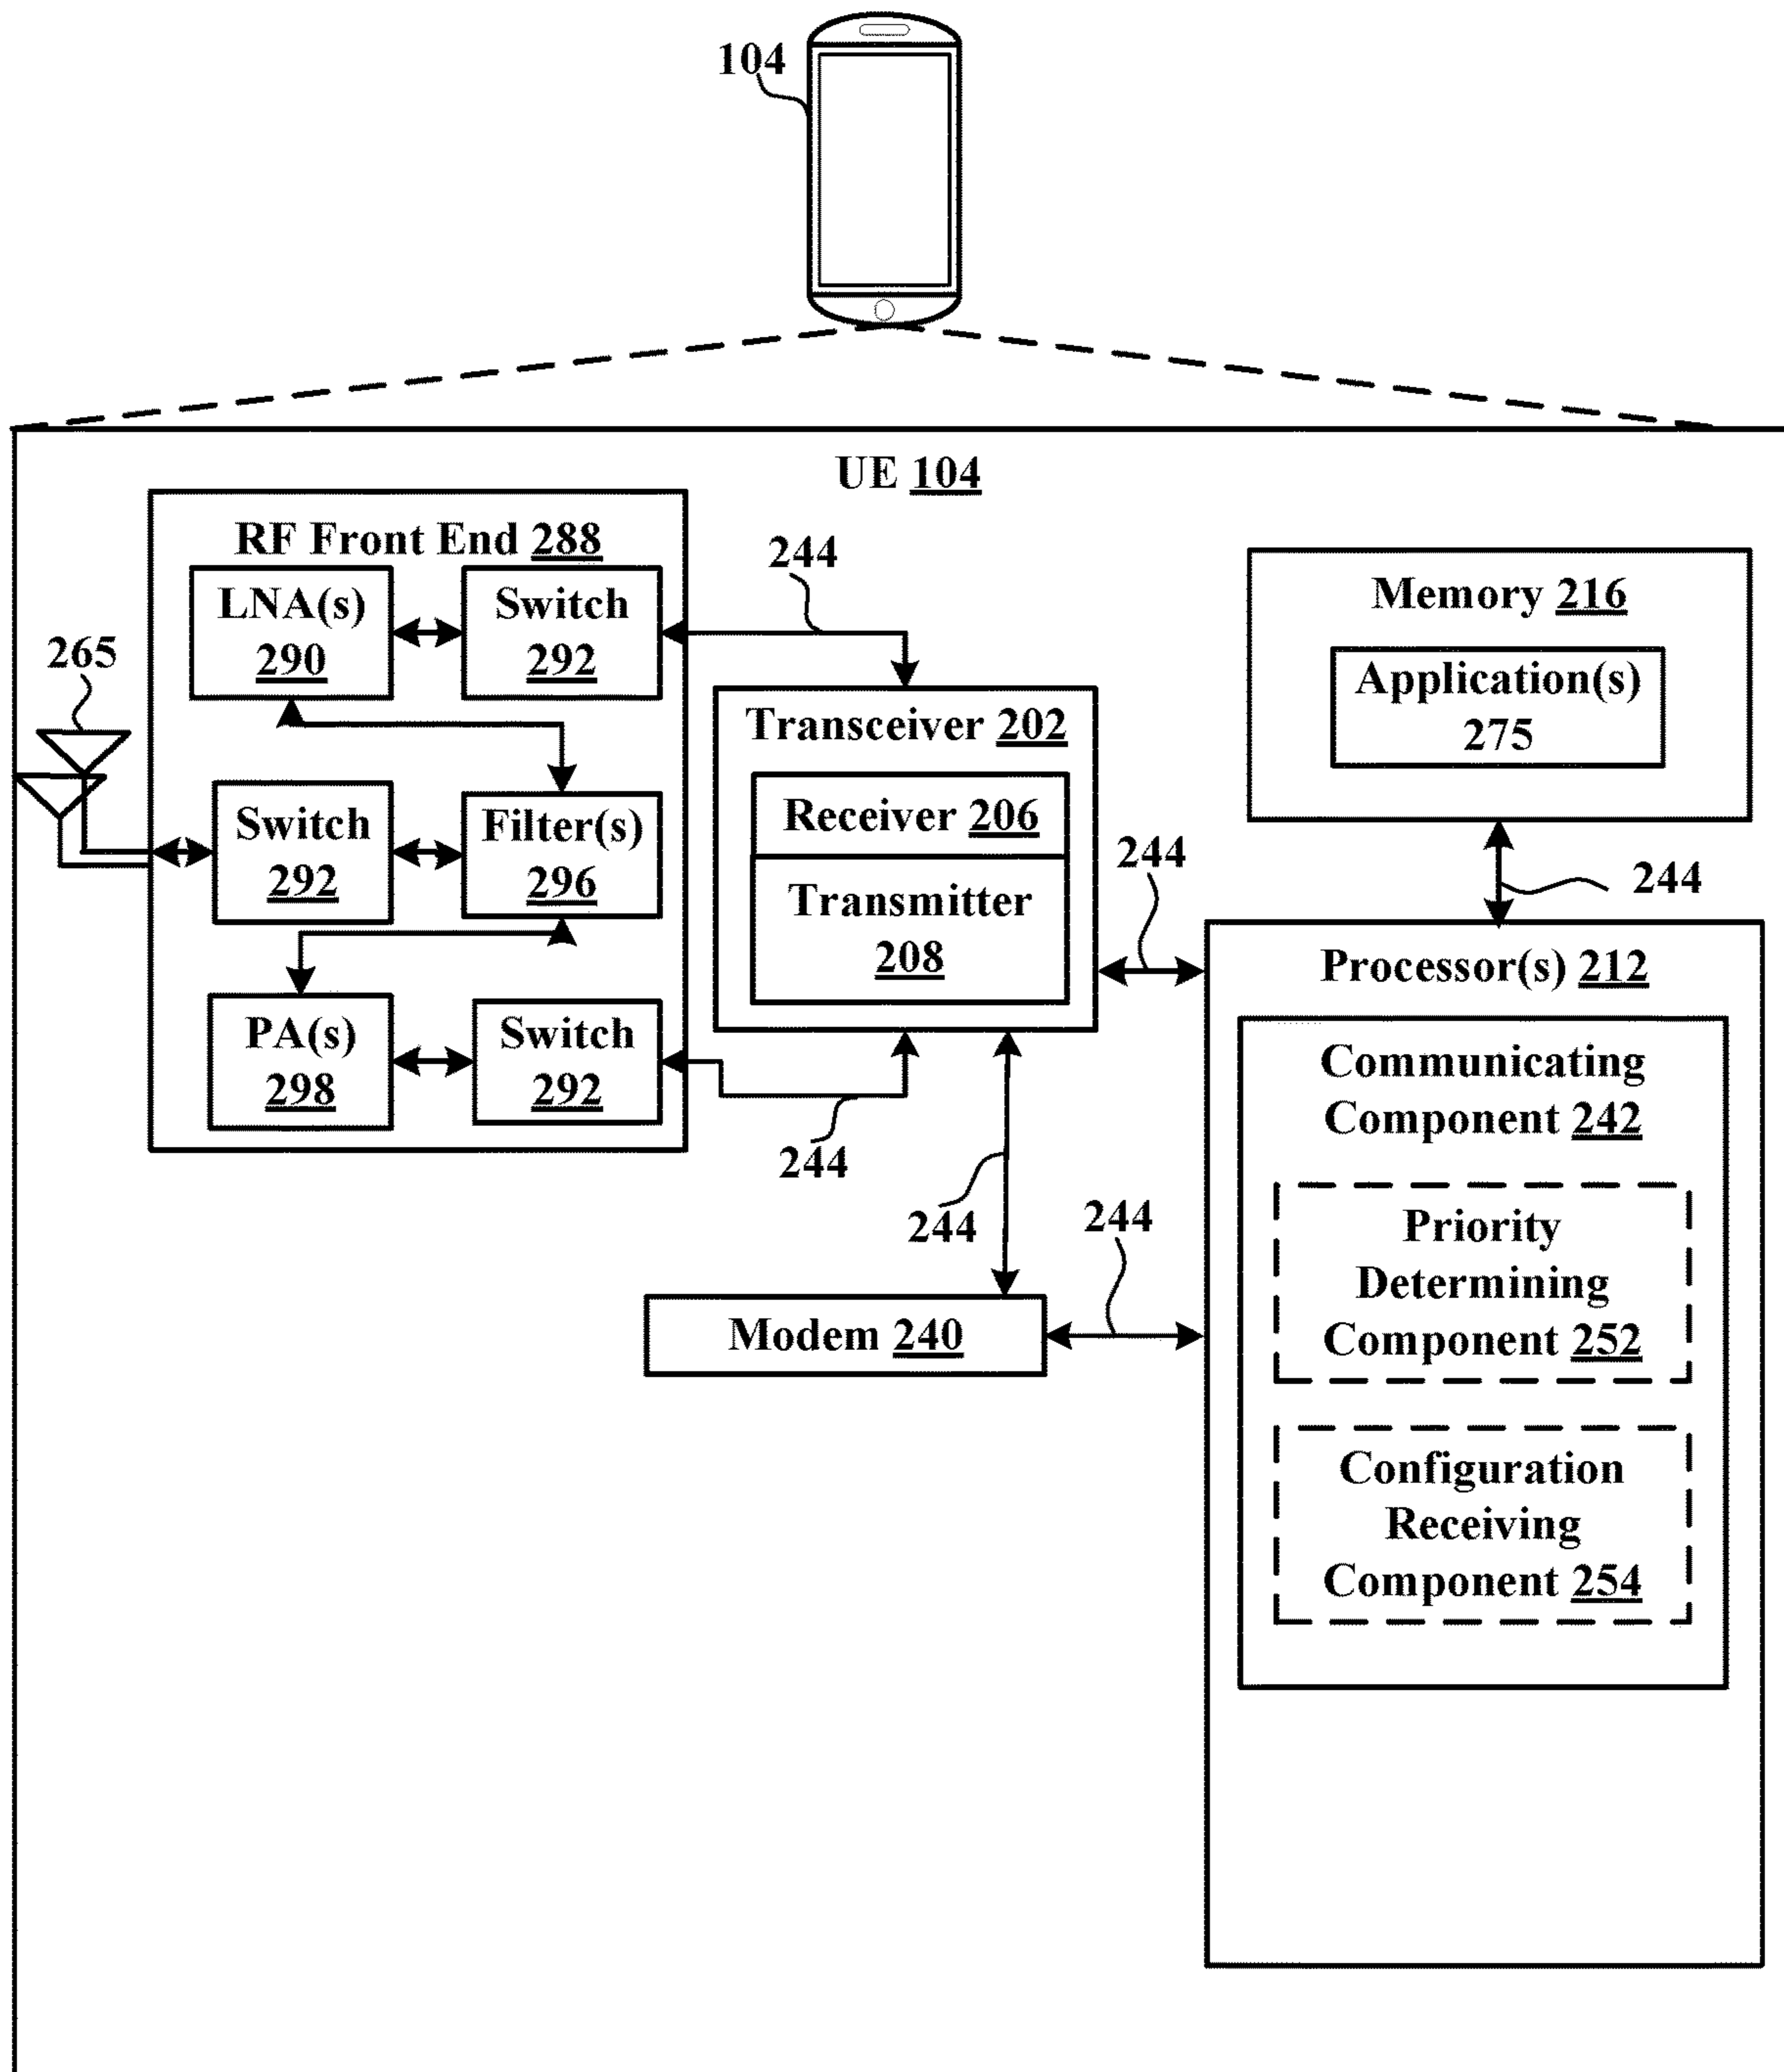 104
UE 104
RF Front End 288
LNA(s)
290
Switch
292
244
265
Switch
292
Filter(s)
296
PA(s)
298
Switch
292
244
Transceiver 202
Receiver 206
Transmitter
208
244
244
Modem 240
244
Memory 216
Application(s)
275
244
Processor(s) 212
Communicating
Component 242
Priority
Determining
Component 252
Configuration
Receiving
Component 254